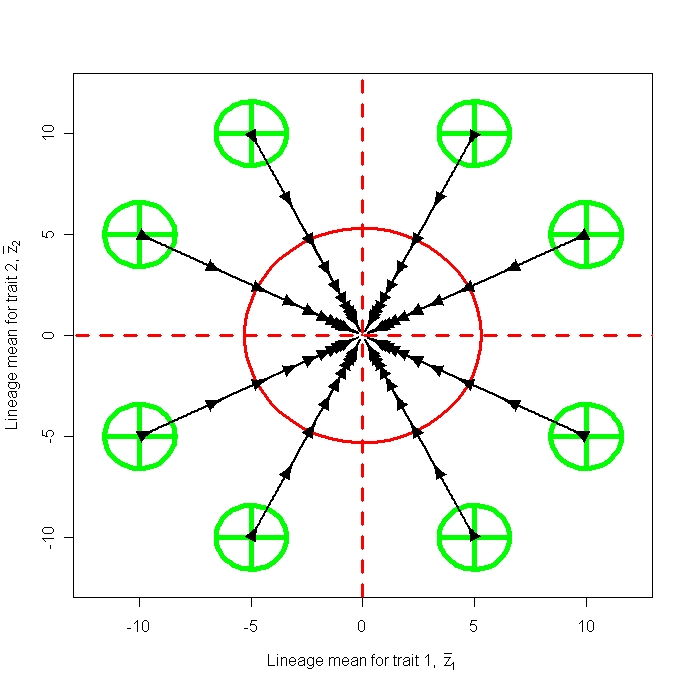 10
5
0
-5
-10
Lineage mean for trait 2, z̅₂
-10 -5 0 5 10
Lineage mean for trait 1, z̅₁